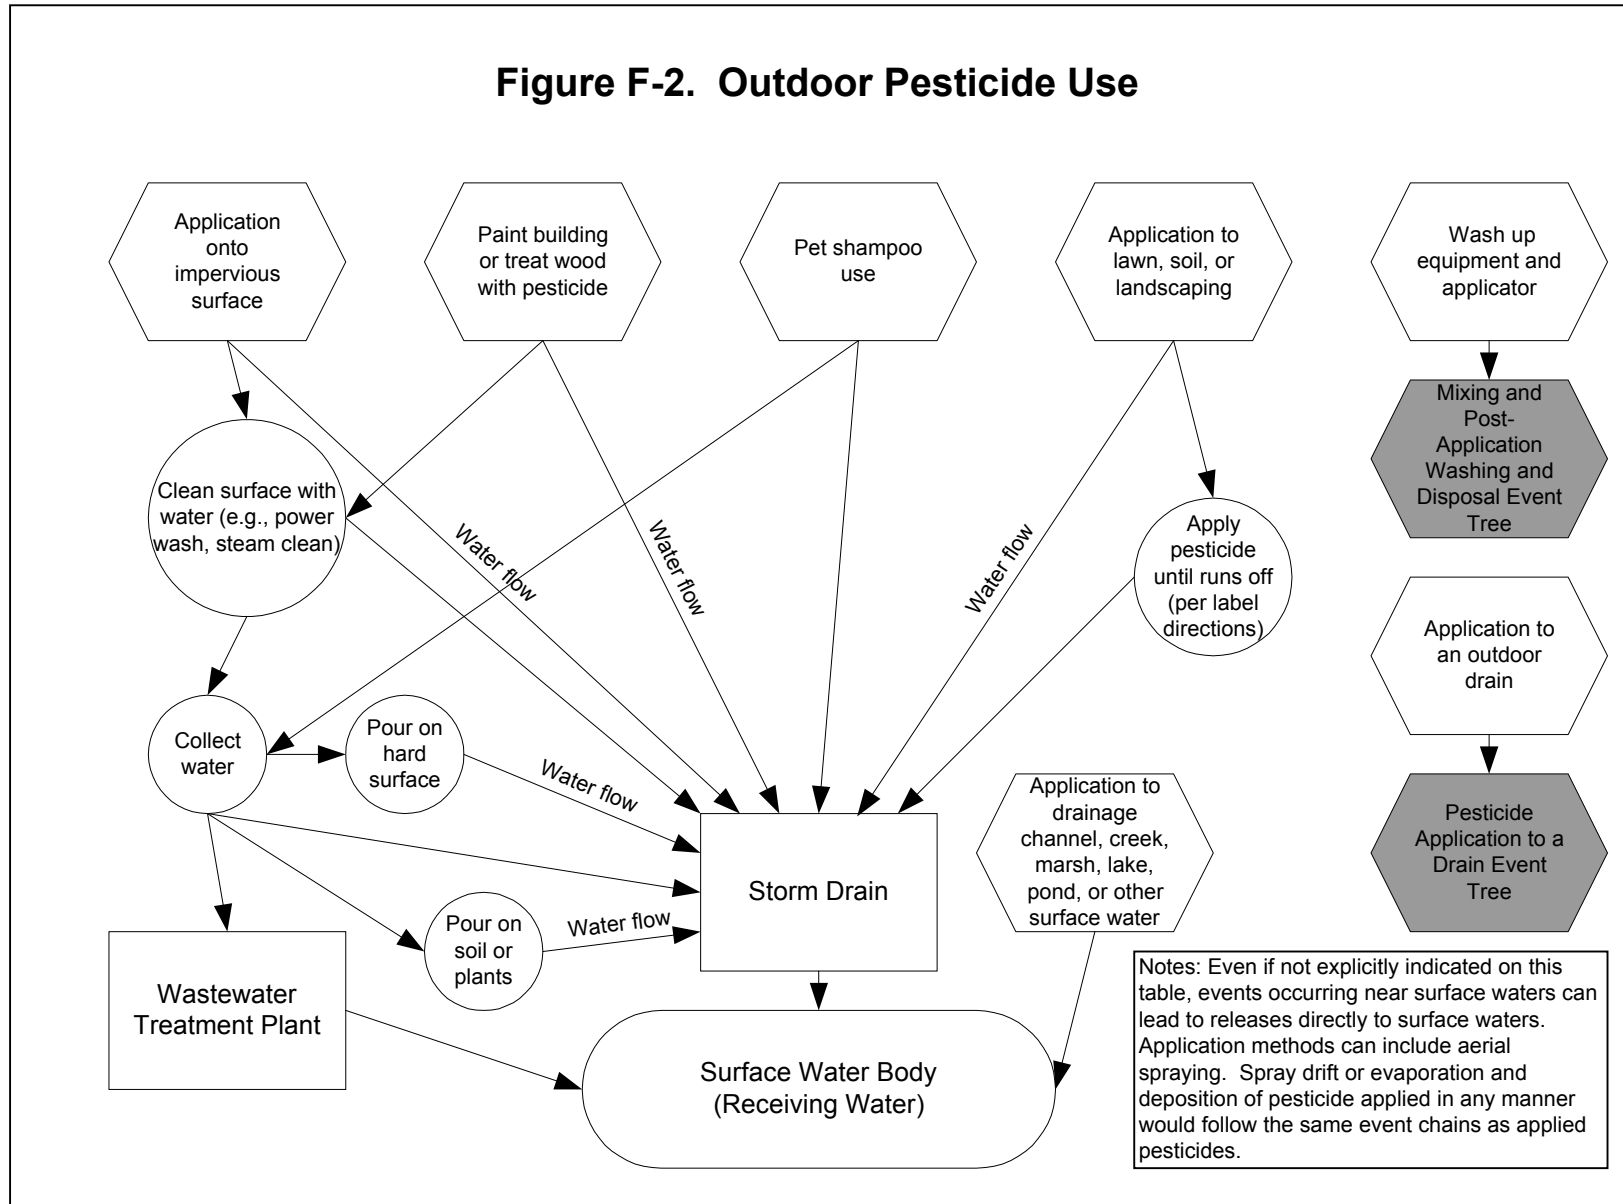 Figure F-2.  Outdoor Pesticide Use
Application
onto
impervious
surface
Paint building
or treat wood
with pesticide
Pet shampoo
use
Application to
lawn, soil, or
landscaping
Wash up
equipment and
applicator
Mixing and
Post-
Application
Washing and
Disposal Event
Tree
Clean surface with
water (e.g., power
wash, steam clean)
Water flow
Water flow
Water flow
Apply
pesticide
until runs off
(per label
directions)
Application to
an outdoor
drain
Collect
water
Pour on
hard
surface
Water flow
Application to
drainage
channel, creek,
marsh, lake,
pond, or other
surface water
Pesticide
Application to a
Drain Event
Tree
Storm Drain
Pour on
soil or
plants
Water flow
Wastewater
Treatment Plant
Surface Water Body
(Receiving Water)
Notes: Even if not explicitly indicated on this
table, events occurring near surface waters can
lead to releases directly to surface waters.
Application methods can include aerial
spraying.  Spray drift or evaporation and
deposition of pesticide applied in any manner
would follow the same event chains as applied
pesticides.